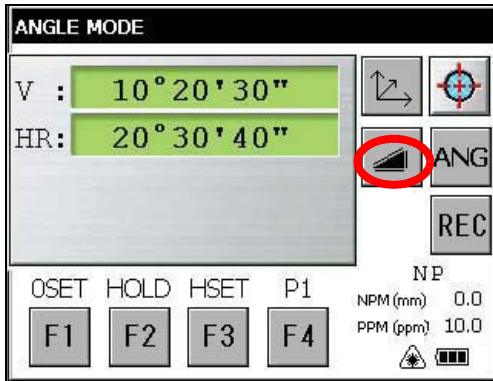 ANGLE MODE
V : 10°20'30"
HR: 20°30'40"
ANG
REC
0SET HOLD HSET P1
F1 F2 F3 F4
NP
NPM (mm) 0.0
PPM (ppm) 10.0